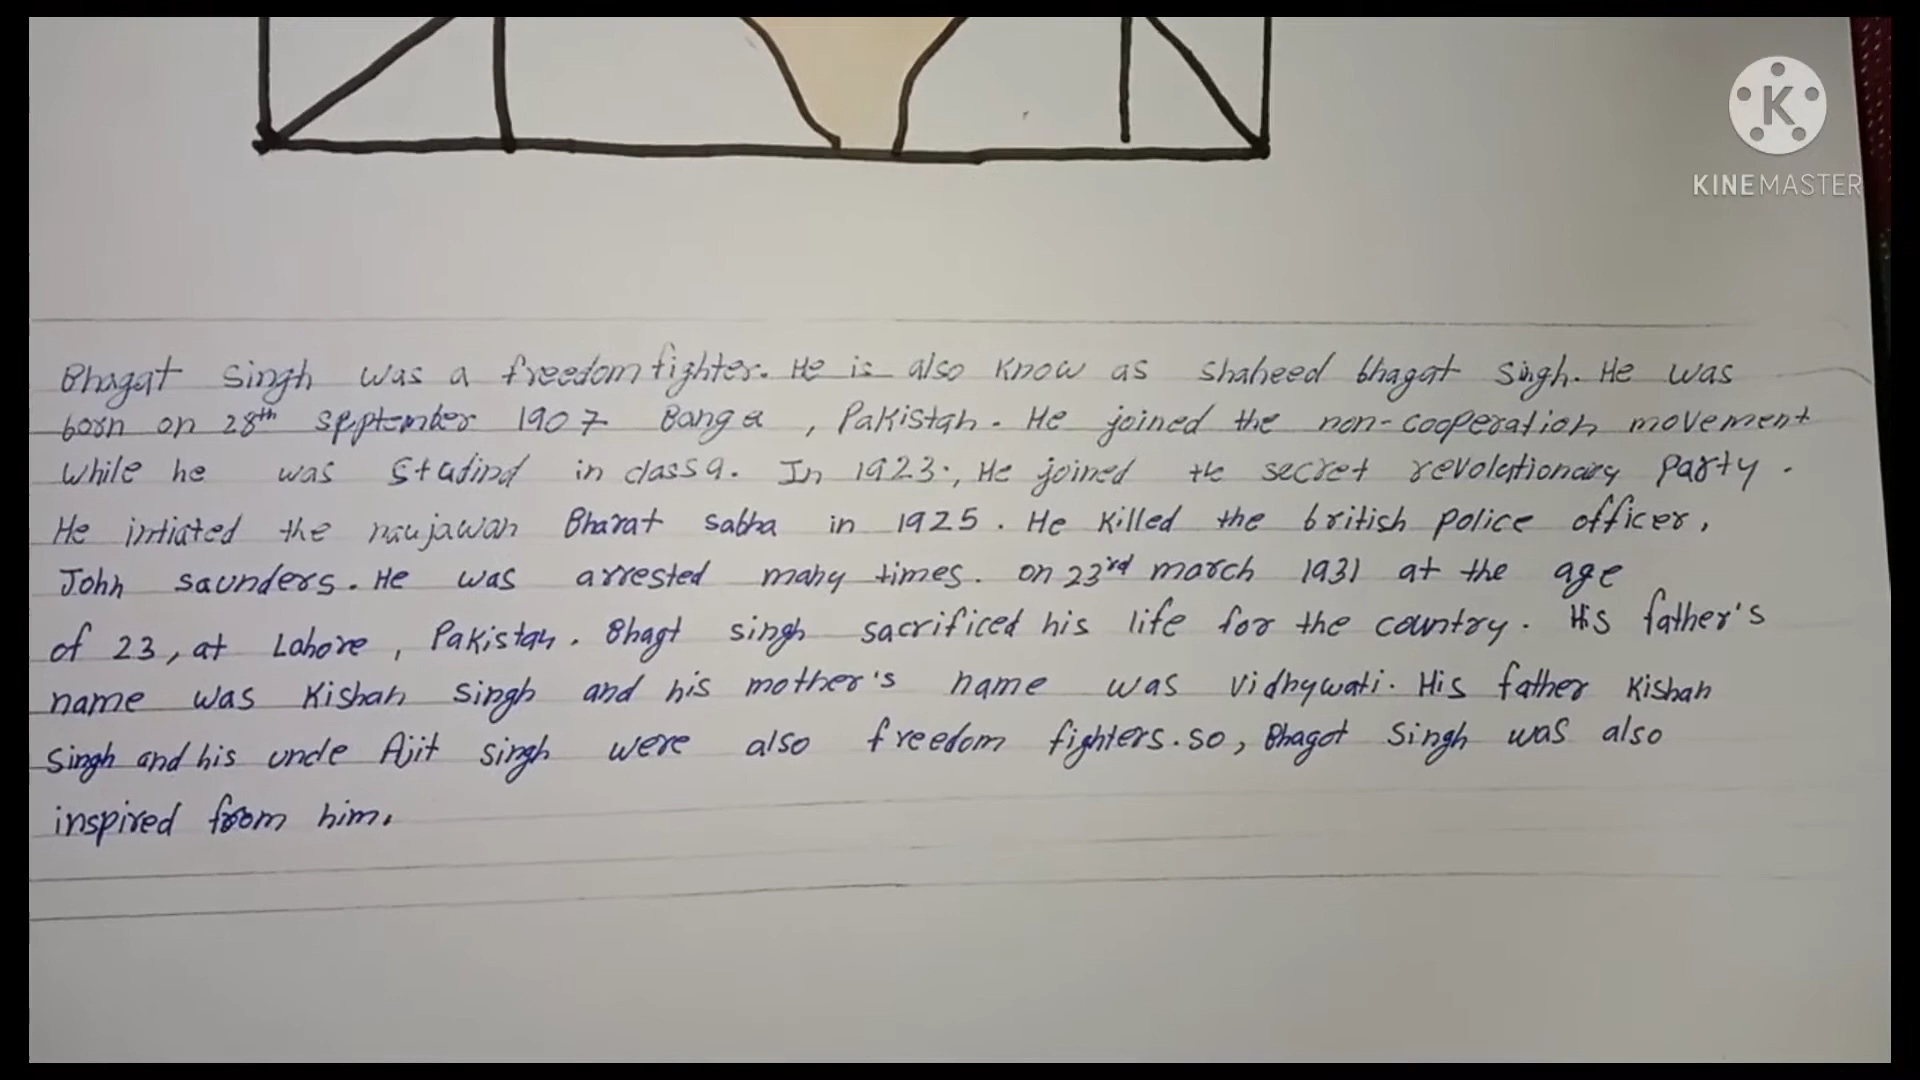 K
KINEMASTER
Bhagat Singh was a freedom fighter. He is also know as Shaheed bhagat Singh. He was
born on 28th september 1907 Banga, Pakistan. He joined the non-cooperation movement
while he was in class 9. In 1923, He joined the secret revolutionary Party.
He intiated the naujawan Bharat sabha in 1925. He killed the british police officer,
John saunders. He was arrested many times. on 23rd march 1931 at the age
of 23, at Lahore, Pakistan. Bhagt singh sacrificed his life for the country. His father's
name was Kishan singh and his mother's name was vidhywati. His father Kishan
Singh and his uncle Ajit singh were also freedom fighters. so, Bhagat Singh was also
inspired from him.